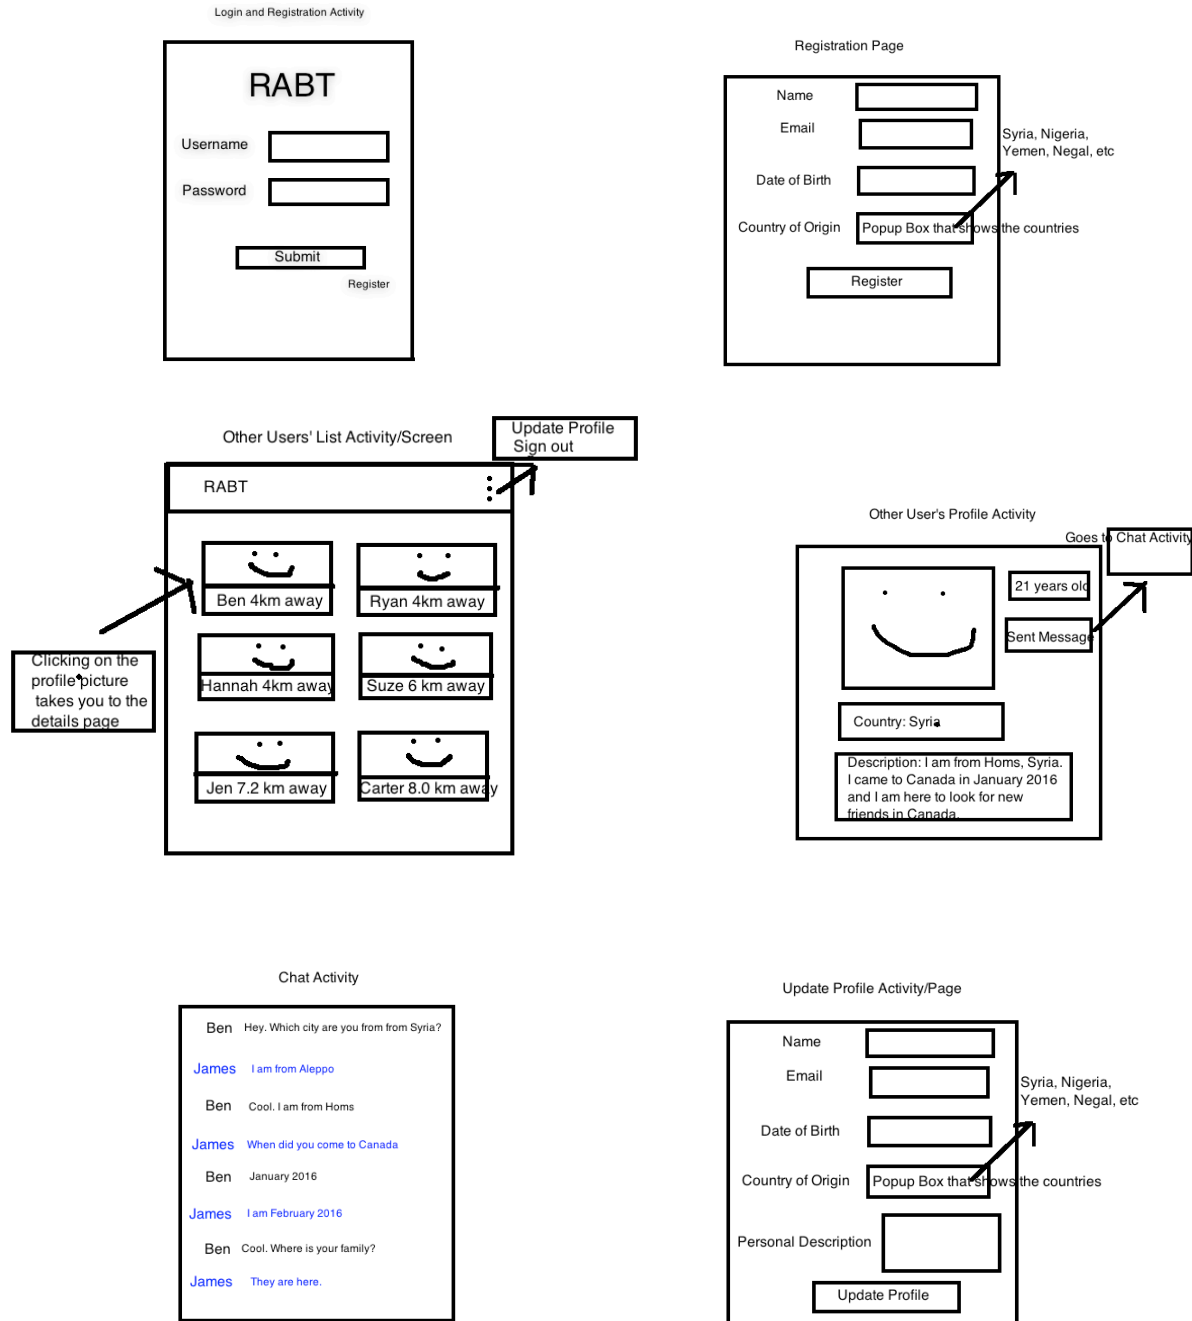 Login and Registration Activity
RABT
Username
Password
Submit
Register
Registration Page
Name
Email
Date of Birth
Country of Origin
Popup Box that shows the countries
Syria, Nigeria,
Yemen, Negal, etc
Register
Other Users' List Activity/Screen
Update Profile
Sign out
RABT
Ben 4km away
Ryan 4km away
Hannah 4km away
Suze 6 km away
Jen 7.2 km away
Carter 8.0 km away
Clicking on the
profile picture
takes you to the
details page
Other User's Profile Activity
Goes to Chat Activity
21 years old
Sent Message
Country: Syria
Description: I am from Homs, Syria.
I came to Canada in January 2016
and I am here to look for new
friends in Canada.
Chat Activity
Ben Hey. Which city are you from from Syria?
James I am from Aleppo
Ben Cool. I am from Homs
James When did you come to Canada
Ben January 2016
James I am February 2016
Ben Cool. Where is your family?
James They are here.
Update Profile Activity/Page
Name
Email
Date of Birth
Country of Origin
Popup Box that shows the countries
Syria, Nigeria,
Yemen, Negal, etc
Personal Description
Update Profile